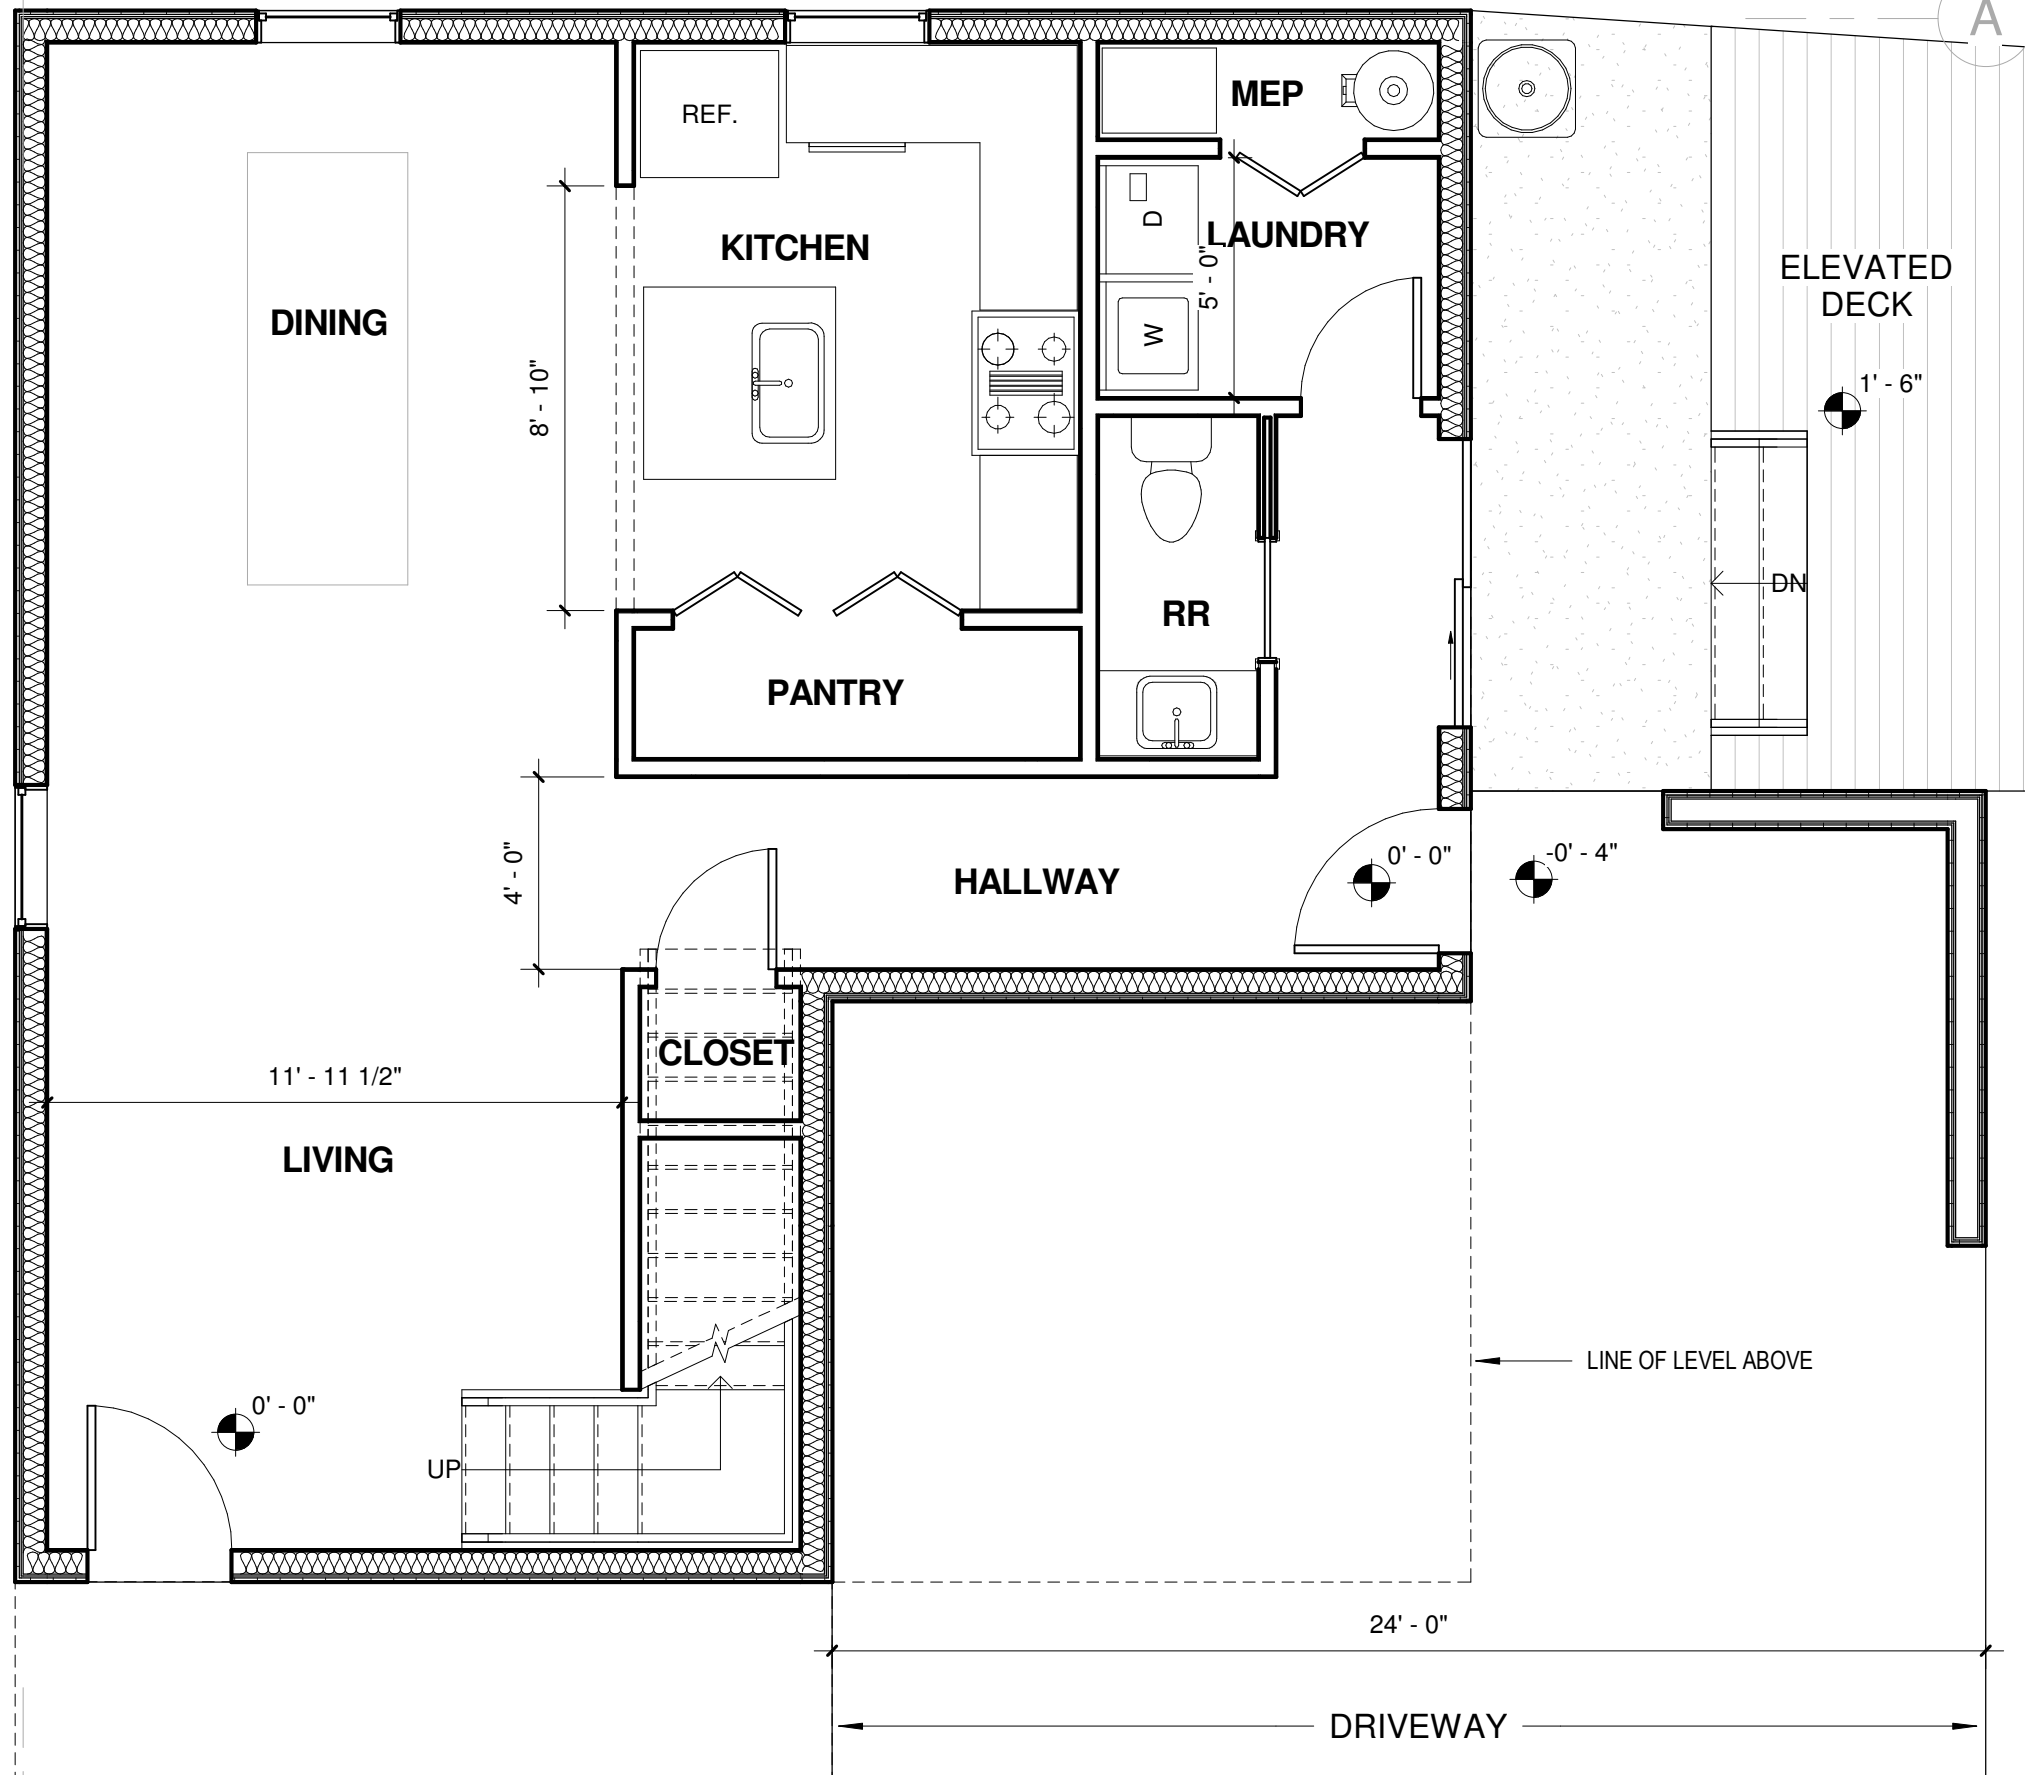 A
REF.
MEP
D
LAUNDRY
5' - 0"
KITCHEN
ELEVATED
DECK
DINING
W
1' - 6"
8' - 10"
DN
RR
PANTRY
4' - 0"
HALLWAY
0' - 0"
-0' - 4"
CLOSET
11' - 11 1/2"
LIVING
LINE OF LEVEL ABOVE
0' - 0"
UP
24' - 0"
DRIVEWAY